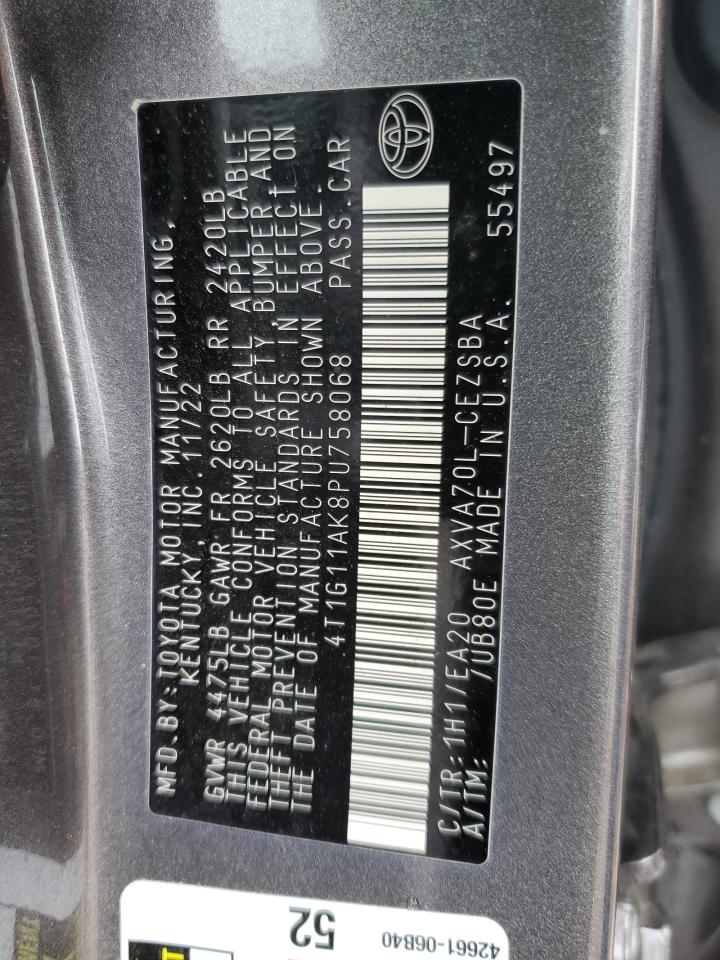 MFD.BY:TOYOTA MOTOR MANUFACTURING,
KENTUCKY, INC 11/22
GVWR 4475LB GAWR FR 2620LB RR 2420LB
THIS VEHICLE CONFORMS TO ALL APPLICABLE
FEDERAL MOTOR VEHICLE SAFETY, BUMPER AND
THEFT PREVENTION STANDARDS IN EFFECT ON
THE DATE OF MANUFACTURE SHOWN ABOVE.
4T1G11AK8PU758068 PASS.CAR
C/TR:1H1/EA20 AXVA70L-CEZSBA
A/TM: /UB80E MADE IN U.S.A. 55497
52
42661-06B40